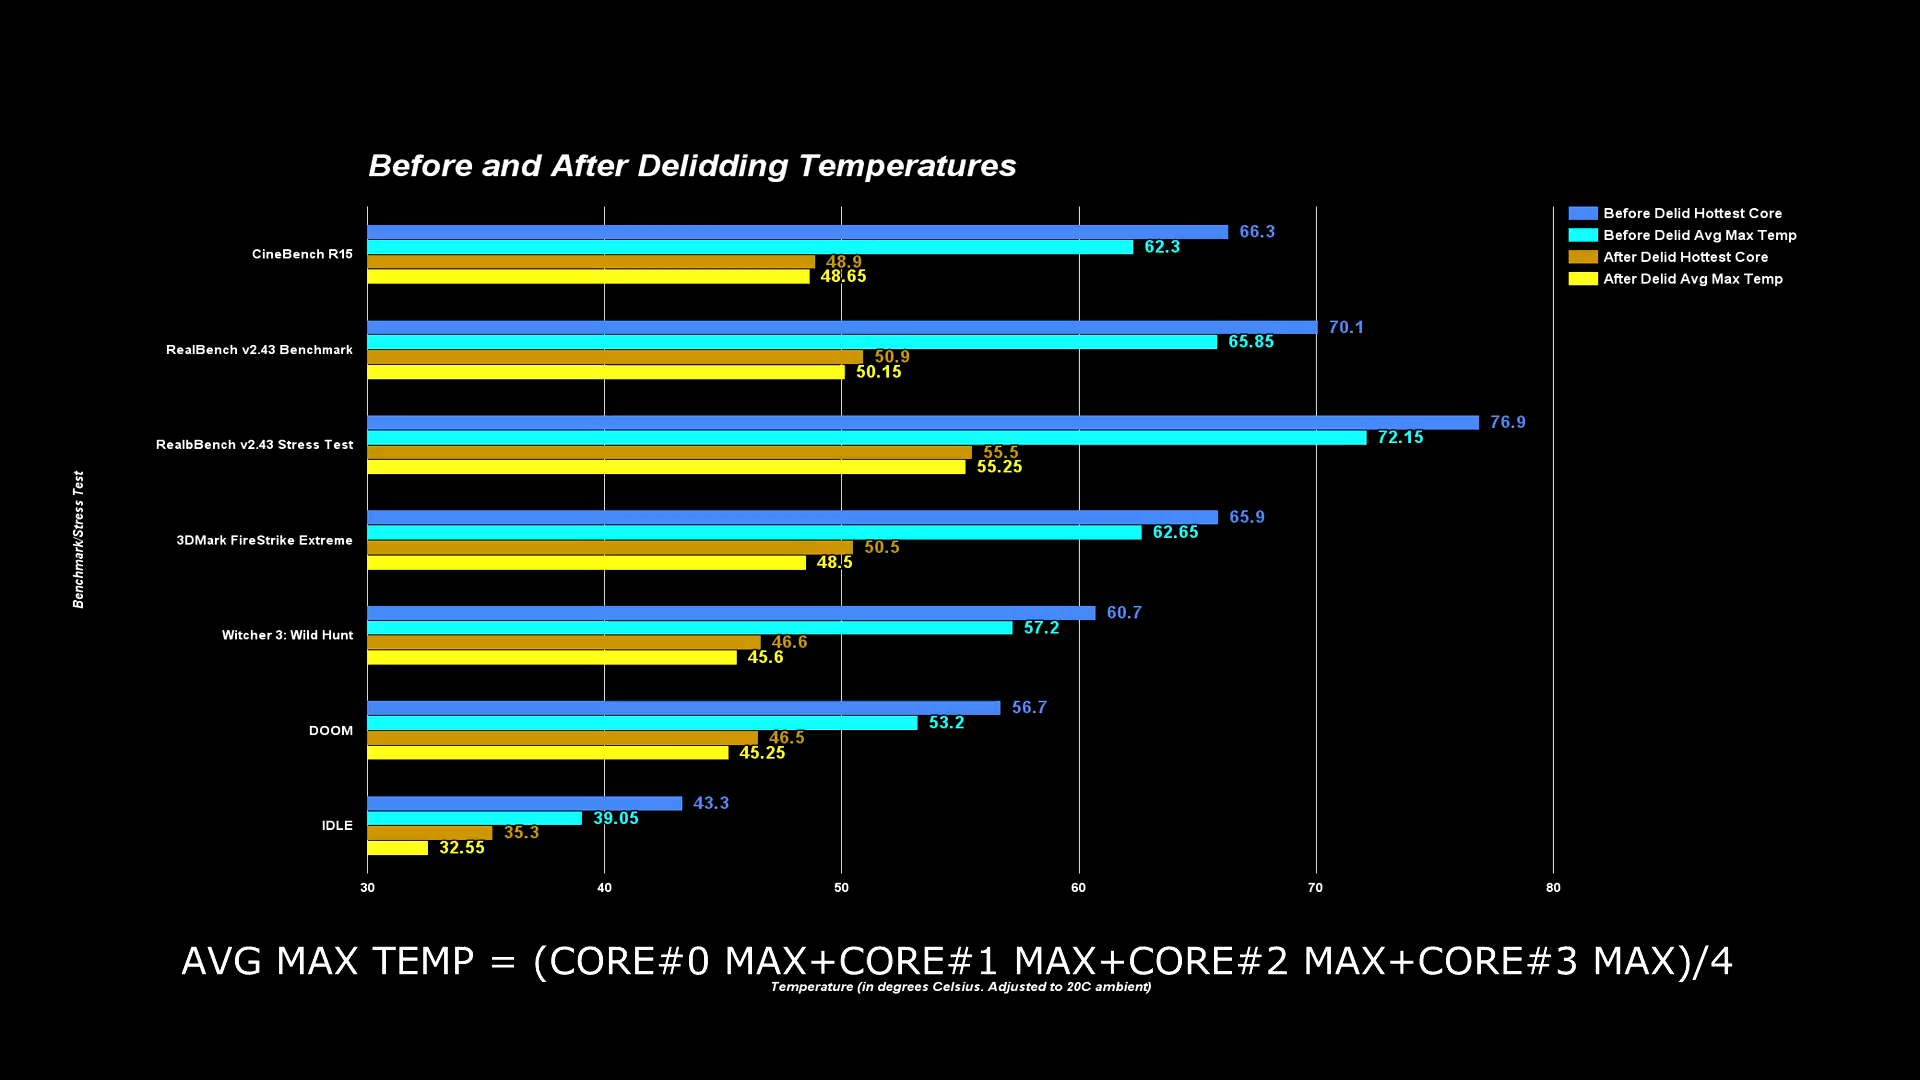 Before and After Delidding Temperatures
Before Delid Hottest Core
Before Delid Avg Max Temp
After Delid Hottest Core
After Delid Avg Max Temp
Benchmark/Stress Test
CineBench R15
66.3
62.3
48.9
48.65
RealBench v2.43 Benchmark
70.1
65.85
50.9
50.15
RealbBench v2.43 Stress Test
76.9
72.15
55.5
55.25
3DMark FireStrike Extreme
65.9
62.65
50.5
48.5
Witcher 3: Wild Hunt
60.7
57.2
46.6
45.6
DOOM
56.7
53.2
46.5
45.25
IDLE
43.3
39.05
35.3
32.55
30 40 50 60 70 80
AVG MAX TEMP = (CORE#0 MAX+CORE#1 MAX+CORE#2 MAX+CORE#3 MAX)/4
Temperature (in degrees Celsius. Adjusted to 20C ambient)